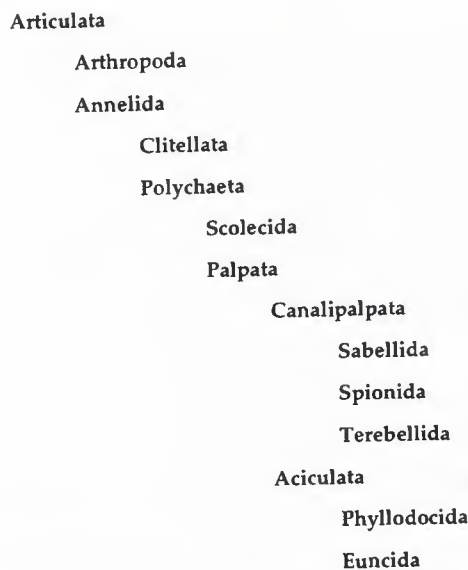 Articulata
Arthropoda
Annelida
Clitellata
Polychaeta
Scolecida
Palpata
Canalipalpata
Sabellida
Spionida
Terebellida
Aciculata
Phyllodocida
Euncida